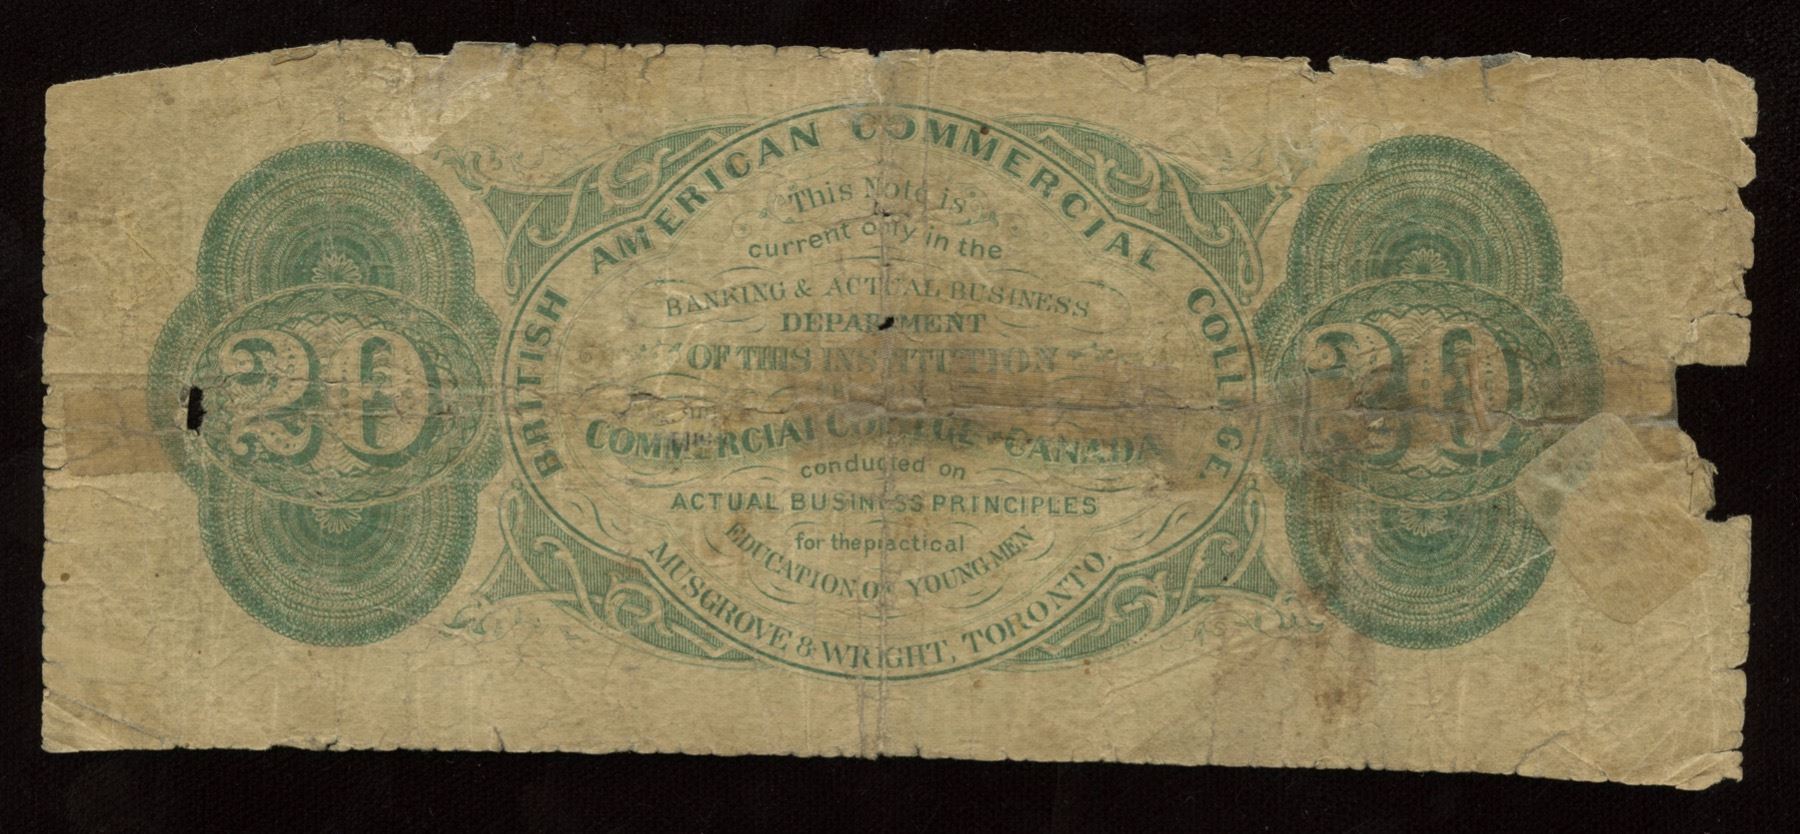 BRITISH AMERICAN COMMERCIAL COLLEGE
This Note is
current only in the
BANKING & ACTUAL BUSINESS
DEPARTMENT
OF THIS INSTITUTION
COMMERCIAL COLLEGE CANADA
conducted on
ACTUAL BUSINESS PRINCIPLES
for the practical
EDUCATION OF YOUNG MEN
MUSGROVE & WRIGHT, TORONTO.
20
20